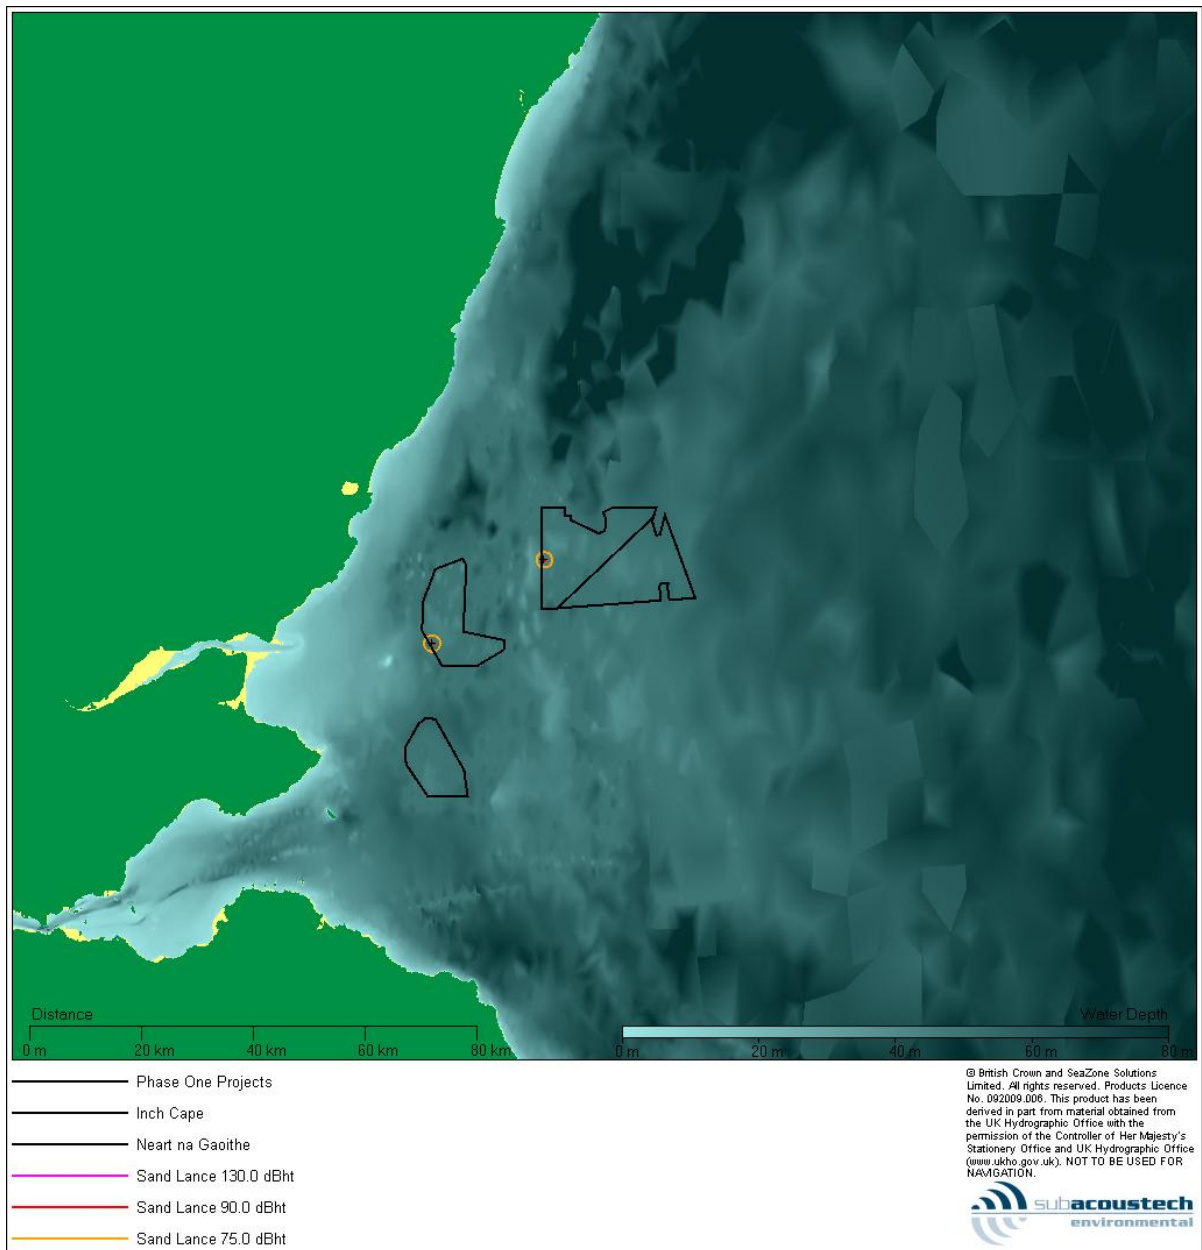 Distance
0 m 20 km 40 km 60 km 80 km
Water Depth
0 m 20 m 40 m 60 m 80 m
Phase One Projects
Inch Cape
Neart na Gaoithe
Sand Lance 130.0 dBht
Sand Lance 90.0 dBht
Sand Lance 75.0 dBht
© British Crown and SeaZone Solutions
Limited. All rights reserved. Products Licence
No. 092009.006. This product has been
derived in part from material obtained from
the UK Hydrographic Office with the
permission of the Controller of Her Majesty's
Stationery Office and UK Hydrographic Office
(www.ukho.gov.uk). NOT TO BE USED FOR
NAVIGATION.
subacoustech
environmental